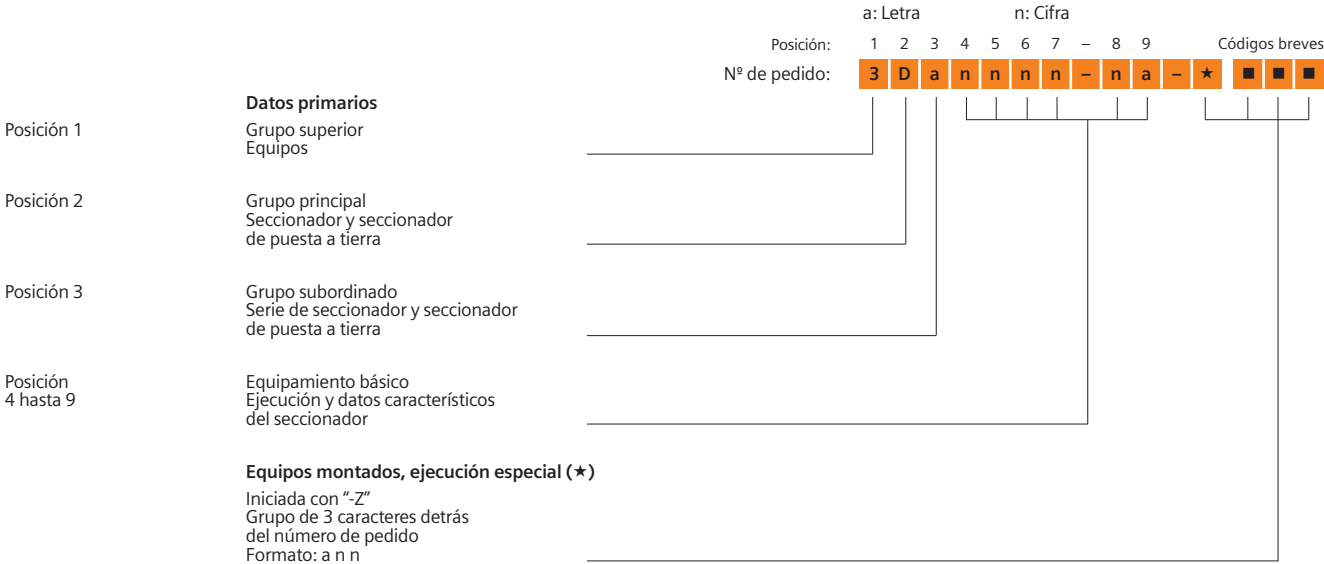 a: Letra n: Cifra
Posición: 1 2 3 4 5 6 7 – 8 9 Códigos breves
Nº de pedido: 3 D a n n n n – n a – ★ ■ ■ ■
Datos primarios
Posición 1 Grupo superior
Equipos
Posición 2 Grupo principal
Seccionador y seccionador
de puesta a tierra
Posición 3 Grupo subordinado
Serie de seccionador y seccionador
de puesta a tierra
Posición Equipamiento básico
4 hasta 9 Ejecución y datos característicos
del seccionador
Equipos montados, ejecución especial (★)
Iniciada con “-Z”
Grupo de 3 caracteres detrás
del número de pedido
Formato: a n n